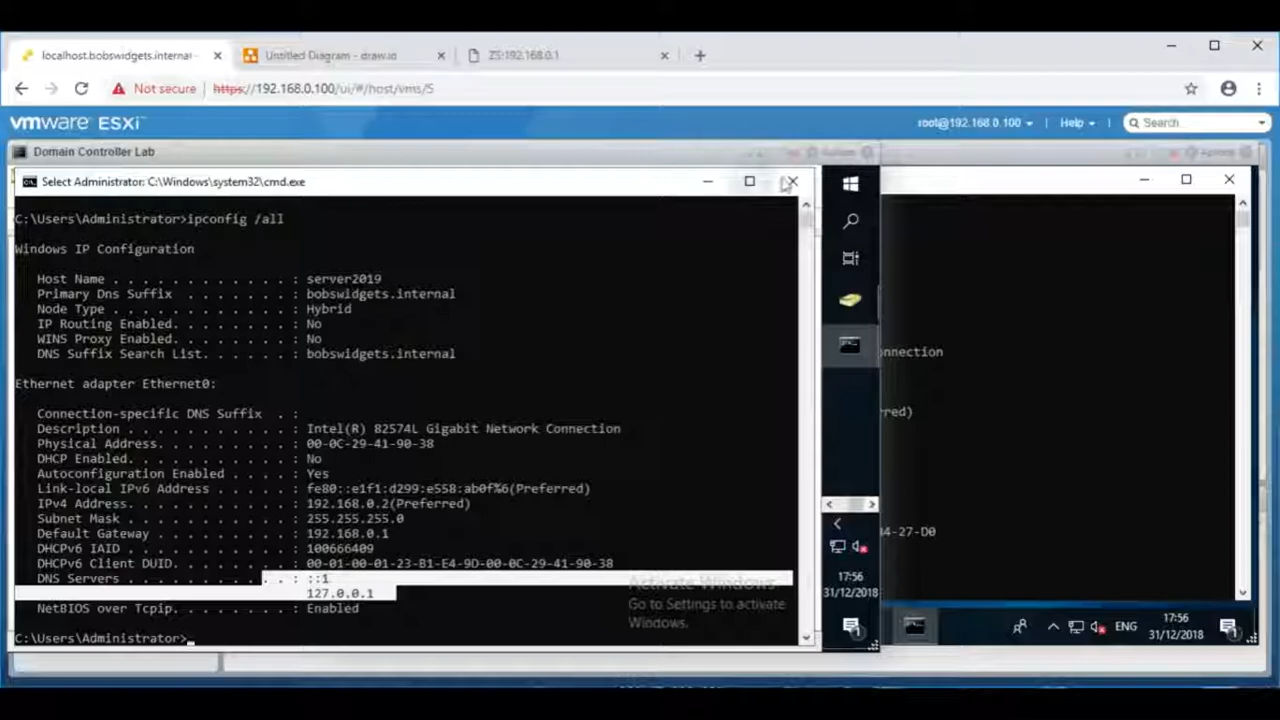 localhost.bobswidgets.internal -
Untitled Diagram - draw.io
ZS:192.168.0.1
Not secure
https://192.168.0.100/ui/#/host/vms/5
vmware ESXi
root@192.168.0.100
Help
Search
Domain Controller Lab
Actions
Select Administrator: C:\Windows\system32\cmd.exe
C:\Users\Administrator>ipconfig /all
Windows IP Configuration
Host Name . . . . . . . . . . . . : server2019
Primary Dns Suffix . . . . . . . : bobswidgets.internal
Node Type . . . . . . . . . . . . : Hybrid
IP Routing Enabled. . . . . . . . : No
WINS Proxy Enabled. . . . . . . . : No
DNS Suffix Search List. . . . . . : bobswidgets.internal
Ethernet adapter Ethernet0:
Connection-specific DNS Suffix . :
Description . . . . . . . . . . . : Intel(R) 82574L Gigabit Network Connection
Physical Address. . . . . . . . . : 00-0C-29-41-90-38
DHCP Enabled. . . . . . . . . . . : No
Autoconfiguration Enabled . . . . : Yes
Link-local IPv6 Address . . . . . : fe80::e1f1:d299:e558:ab0f%6(Preferred)
IPv4 Address. . . . . . . . . . . : 192.168.0.2(Preferred)
Subnet Mask . . . . . . . . . . . : 255.255.255.0
Default Gateway . . . . . . . . . : 192.168.0.1
DHCPv6 IAID . . . . . . . . . . . : 100666409
DHCPv6 Client DUID. . . . . . . . : 00-01-00-01-23-B1-E4-9D-00-0C-29-41-90-38
DNS Servers . . . . . . . . . . . : ::1
127.0.0.1
NetBIOS over Tcpip. . . . . . . . : Enabled
C:\Users\Administrator>
Activate Windows
Go to Settings to activate
Windows.
17:56
31/12/2018
1
nnection
rred)
4-27-D0
ENG
17:56
31/12/2018
1